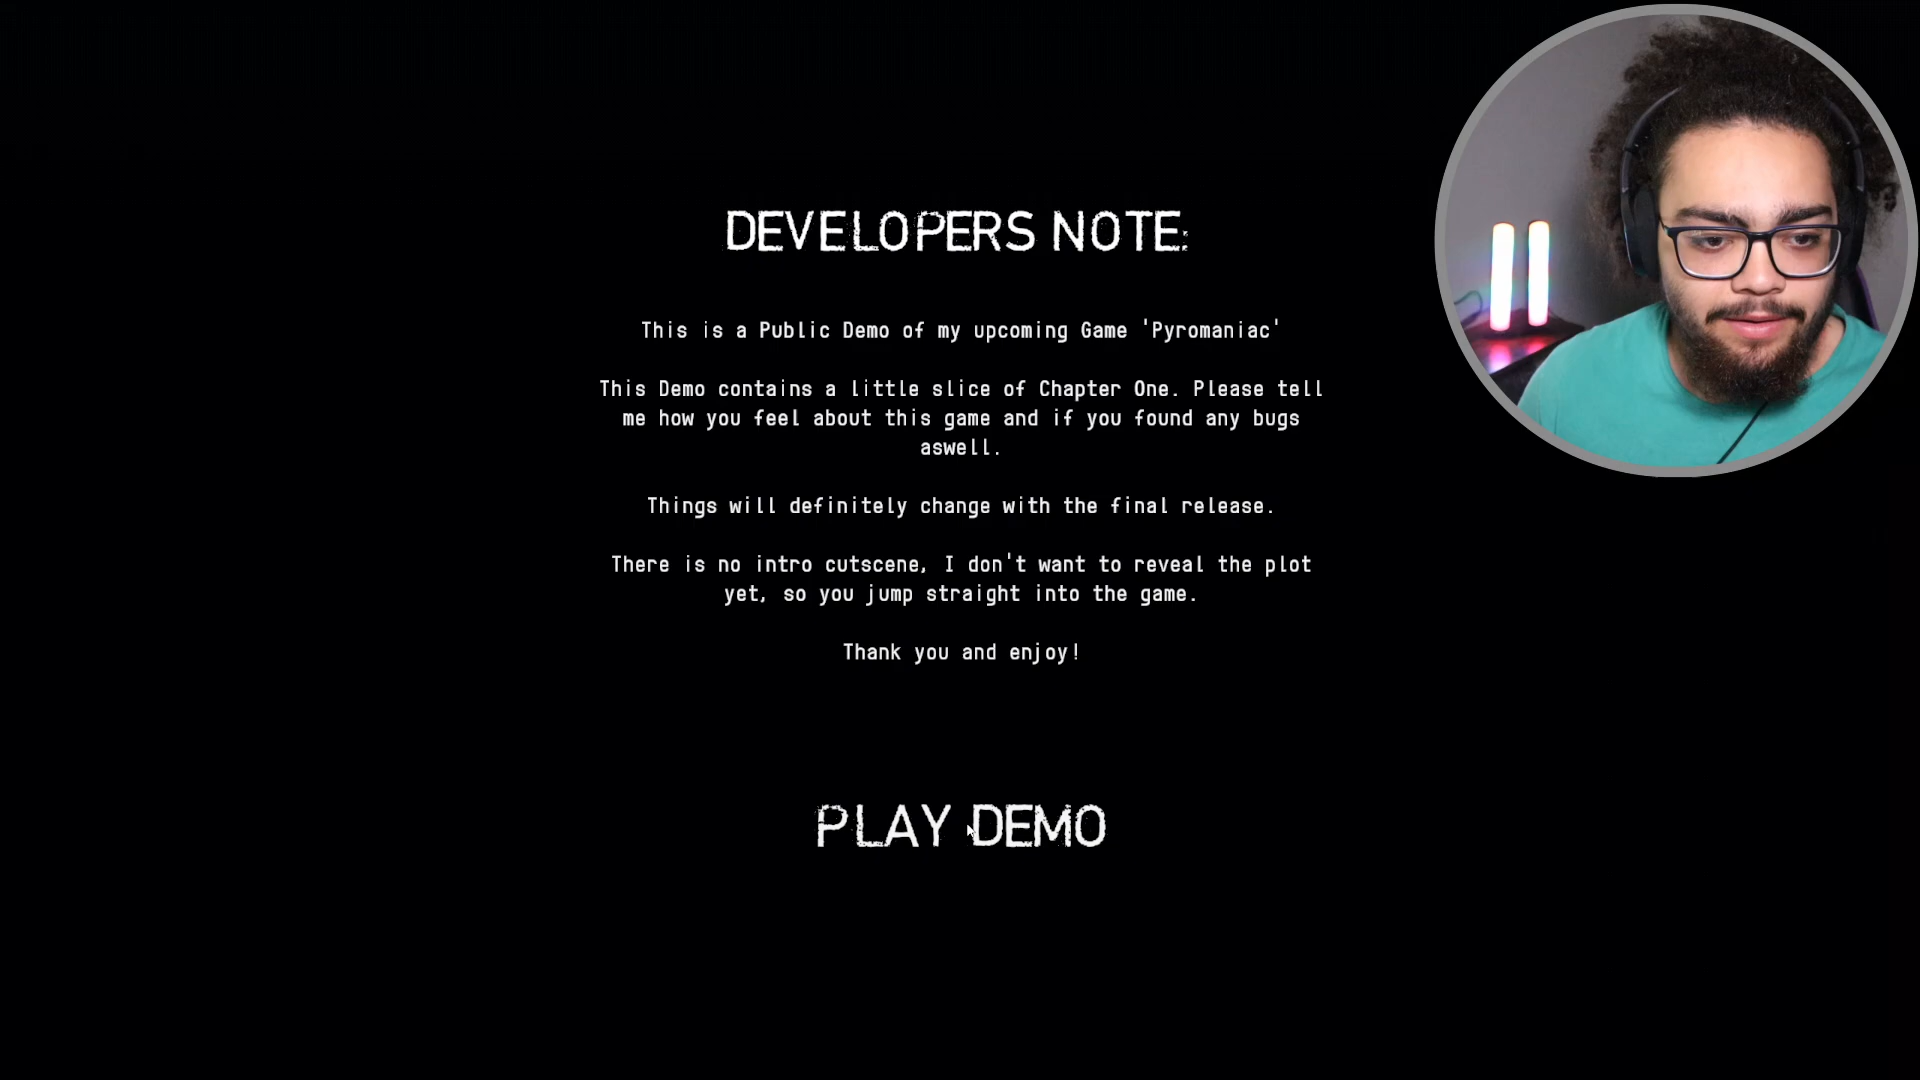 DEVELOPERS NOTE:
This is a Public Demo of my upcoming Game 'Pyromaniac'
This Demo contains a little slice of Chapter One. Please tell
me how you feel about this game and if you found any bugs
aswell.
Things will definitely change with the final release.
There is no intro cutscene, I don't want to reveal the plot
yet, so you jump straight into the game.
Thank you and enjoy!
PLAY DEMO